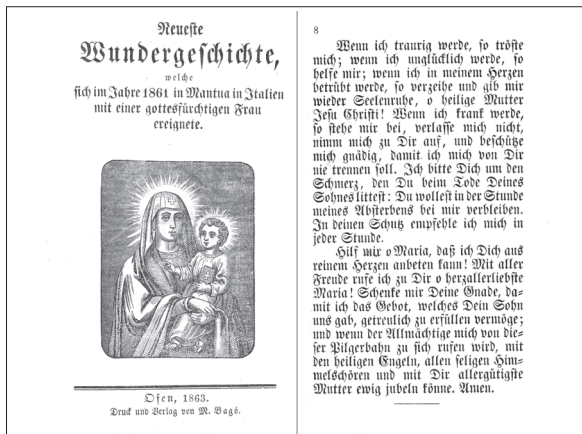 Neueste
Wundergeschichte,
welche
sich im Jahre 1861 in Mantua in Italien
mit einer gottesfürchtigen Frau
ereignete.
Ofen, 1863.
Druck und Verlag von M. Bagó.
8
Wenn ich traurig werde, so tröste
mich; wenn ich unglücklich werde, so
helfe mir; wenn ich in meinem Herzen
betrübt werde, so verzeihe und gib mir
wieder Seelenruhe, o heilige Mutter
Jesu Christi! Wenn ich krank werde,
so stehe mir bei, verlasse mich nicht,
nimm mich zu Dir auf, und beschütze
mich gnädig, damit ich mich von Dir
nie trennen soll. Ich bitte Dich um den
Schmerz, den Du beim Tode Deines
Sohnes littest: Du wollest in der Stunde
meines Absterbens bei mir verbleiben.
In deinen Schutz empfehle ich mich in
jeder Stunde.
Hilf mir o Maria, daß ich Dich aus
reinem Herzen anbeten kann! Mit aller
Freude rufe ich zu Dir o herzallerliebste
Maria! Schenke mir Deine Gnade, da-
mit ich das Gebot, welches Dein Sohn
uns gab, getreulich zu erfüllen vermöge;
und wenn der Allmächtige mich von die-
ser Pilgerbahn zu sich rufen wird, mit
den heiligen Engeln, allen seligen Him-
melschören und mit Dir allergütigste
Mutter ewig jubeln könne. Amen.